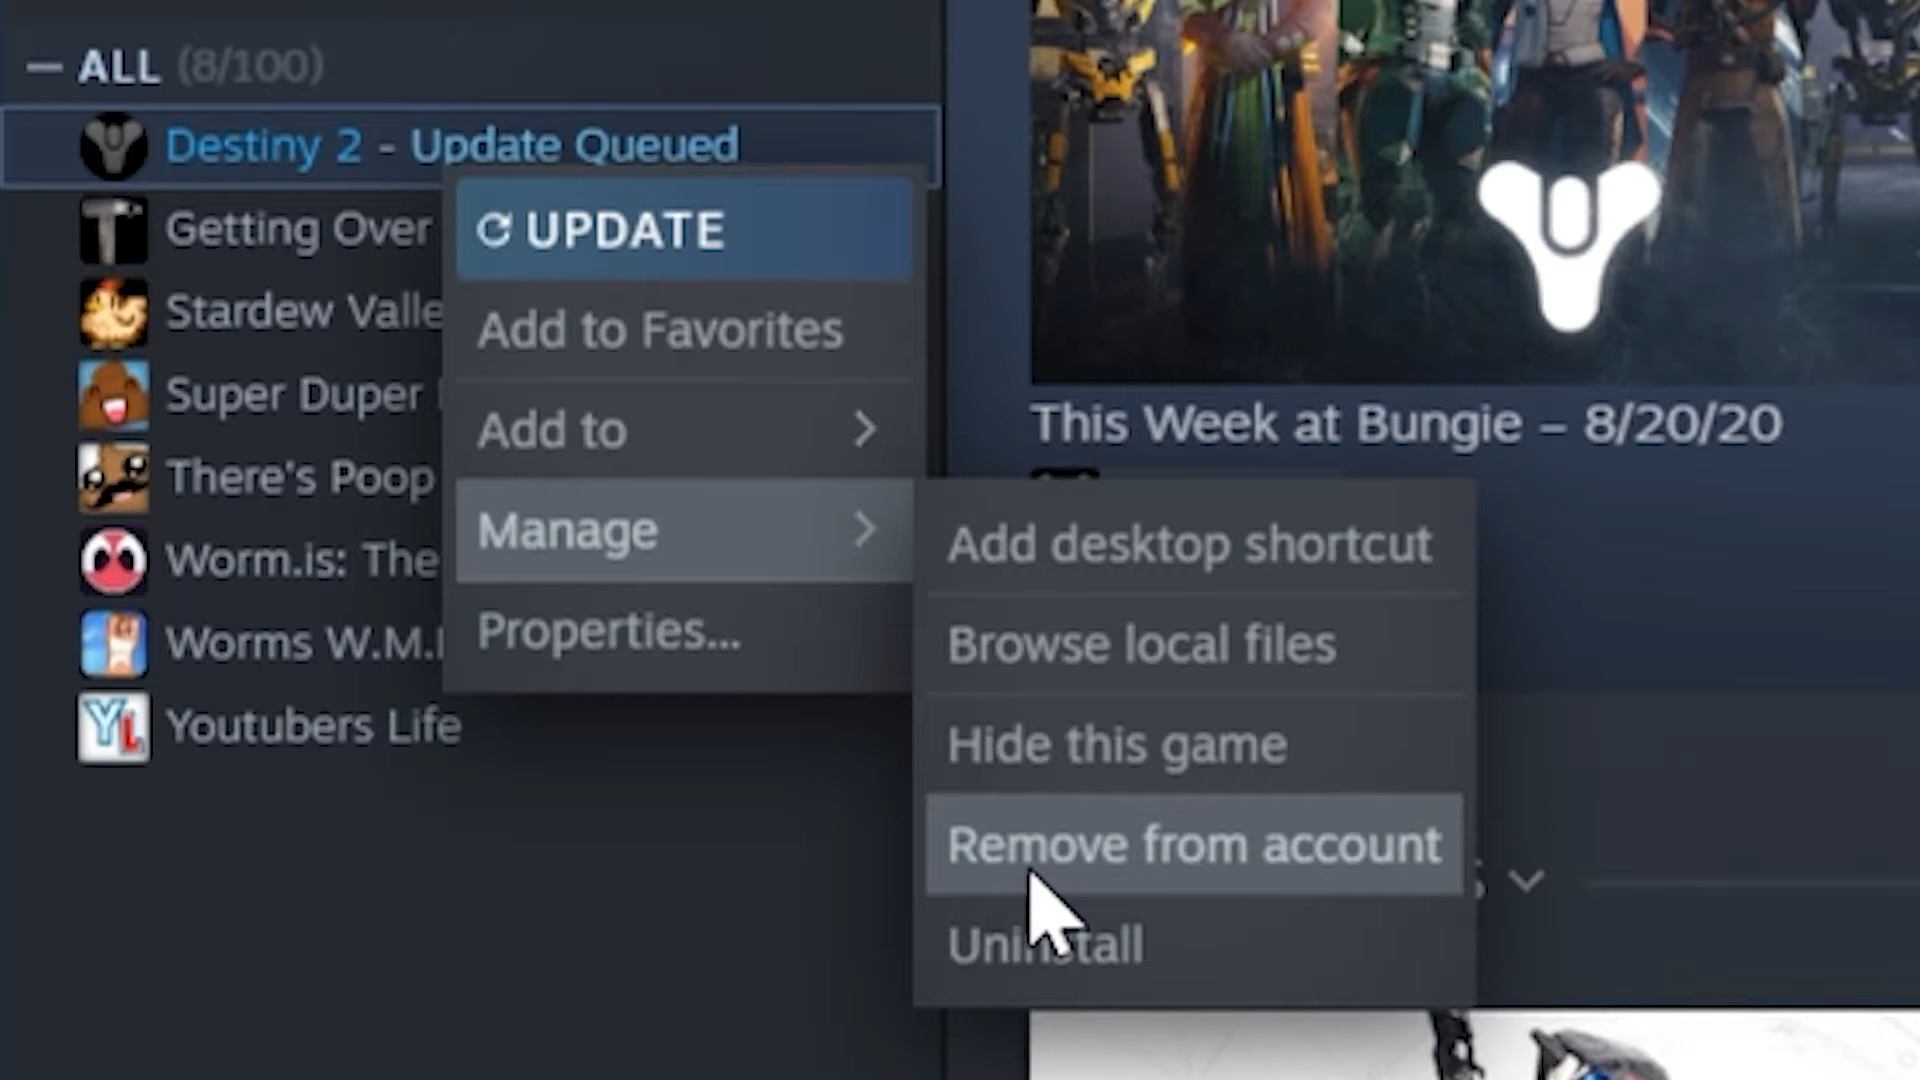 ALL (8/100)
Destiny 2 - Update Queued
Getting Over
Stardew Valle
Super Duper
There's Poop
Worm.is: The
Worms W.M.
Youtubers Life
UPDATE
Add to Favorites
Add to
Manage
Properties...
Add desktop shortcut
Browse local files
Hide this game
Remove from account
Uninstall
This Week at Bungie – 8/20/20